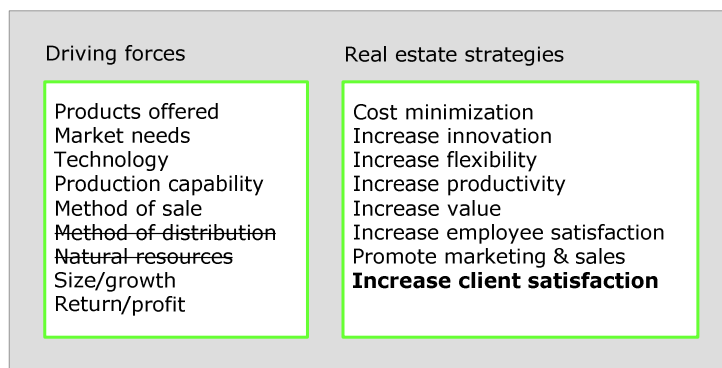 Driving forces
Products offered
Market needs
Technology
Production capability
Method of sale
Method of distribution
Natural resources
Size/growth
Return/profit
Real estate strategies
Cost minimization
Increase innovation
Increase flexibility
Increase productivity
Increase value
Increase employee satisfaction
Promote marketing & sales
Increase client satisfaction